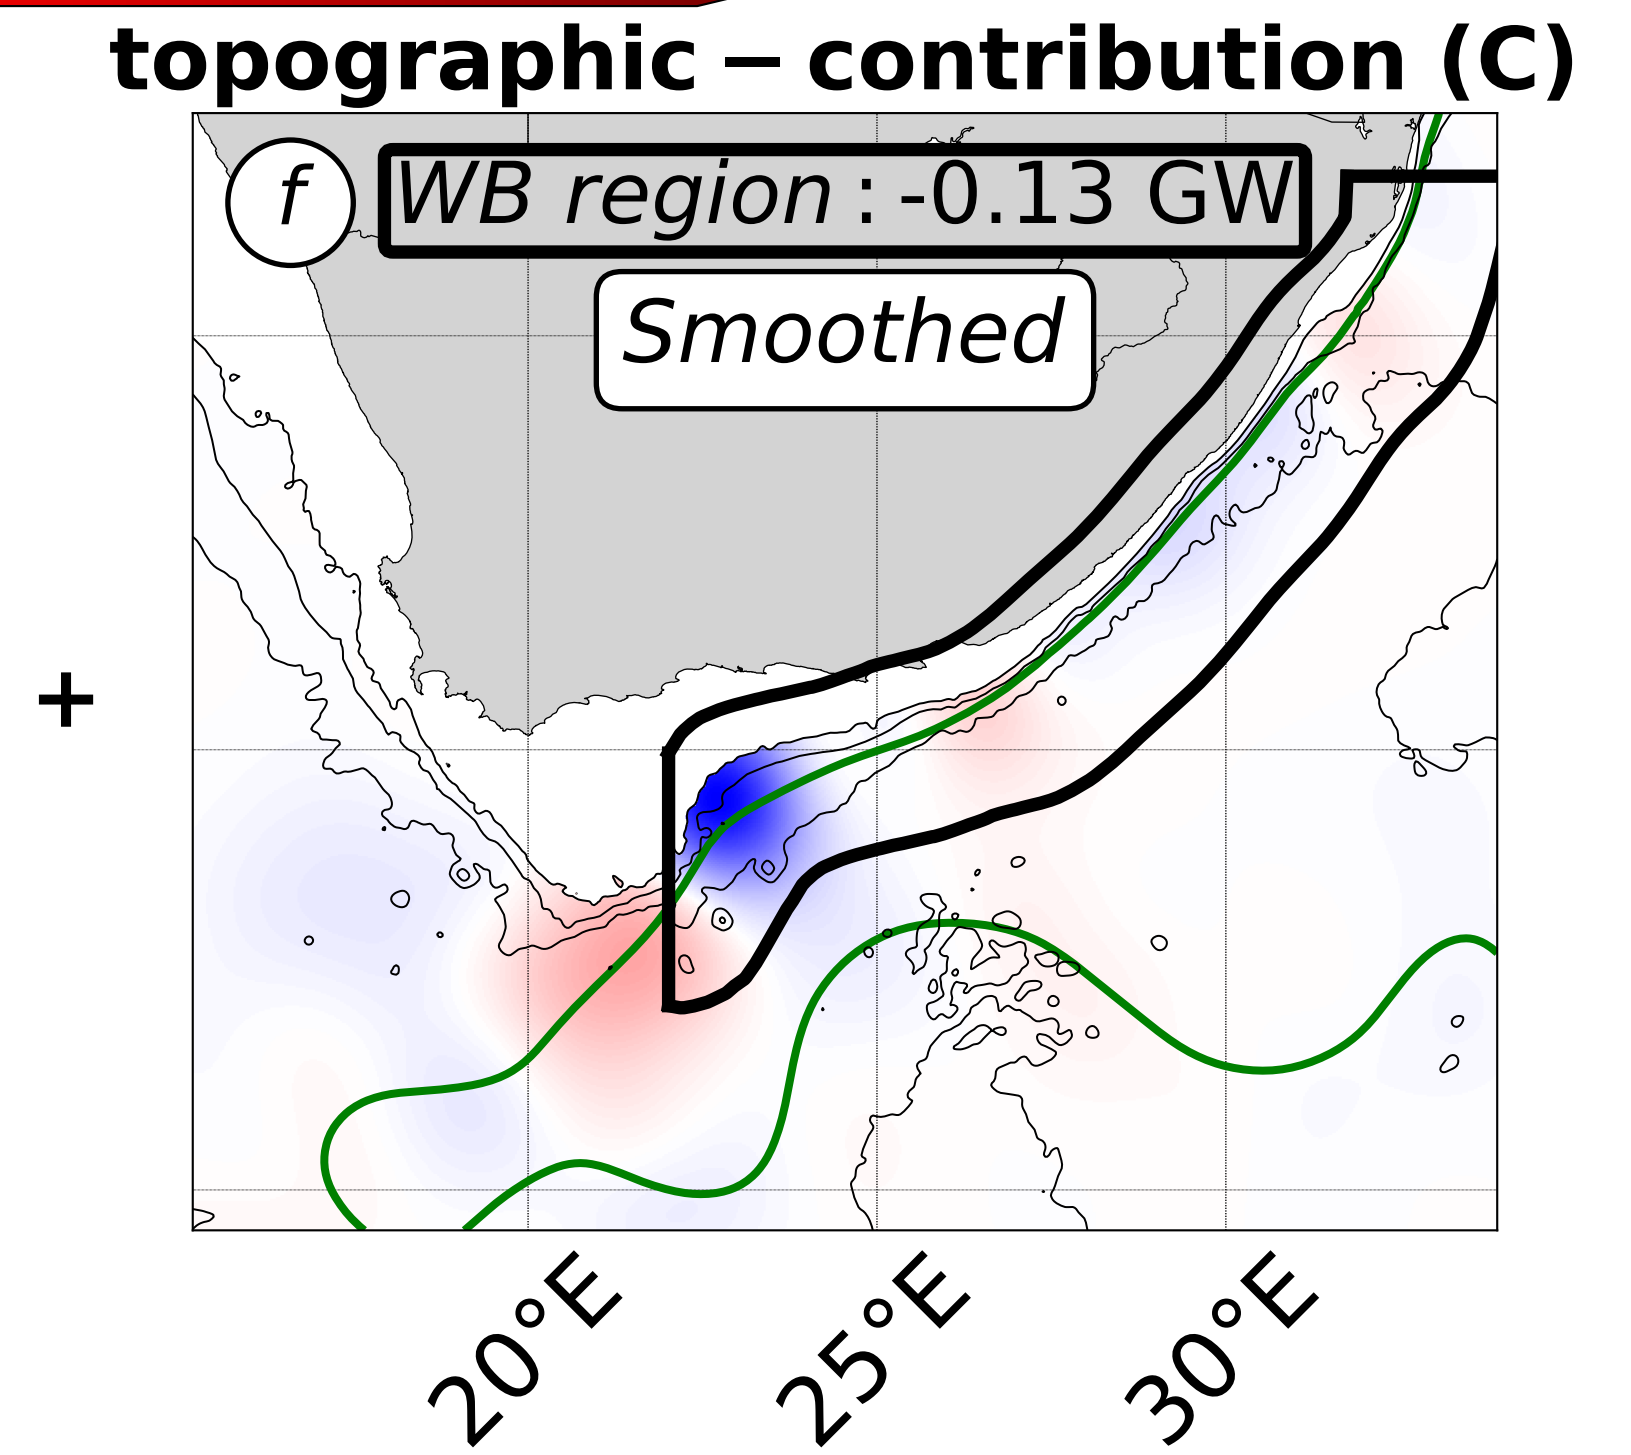 topographic − contribution (C)
f
WB region : -0.13 GW
Smoothed
+
20°E
25°E
30°E